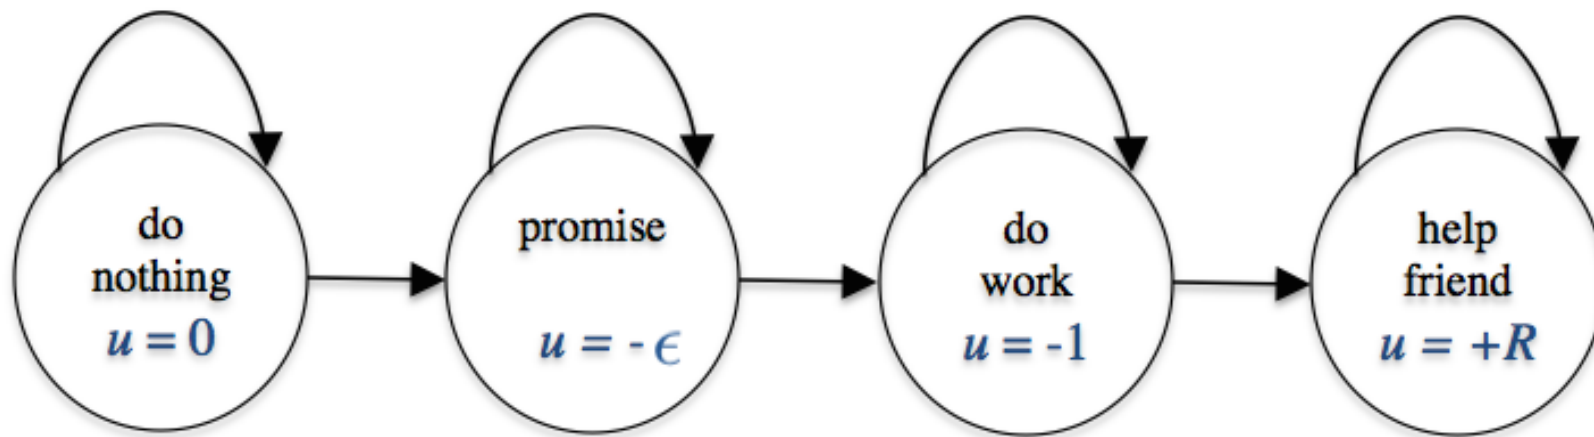 do
nothing
u = 0
promise
u = - ϵ
do
work
u = -1
help
friend
u = +R